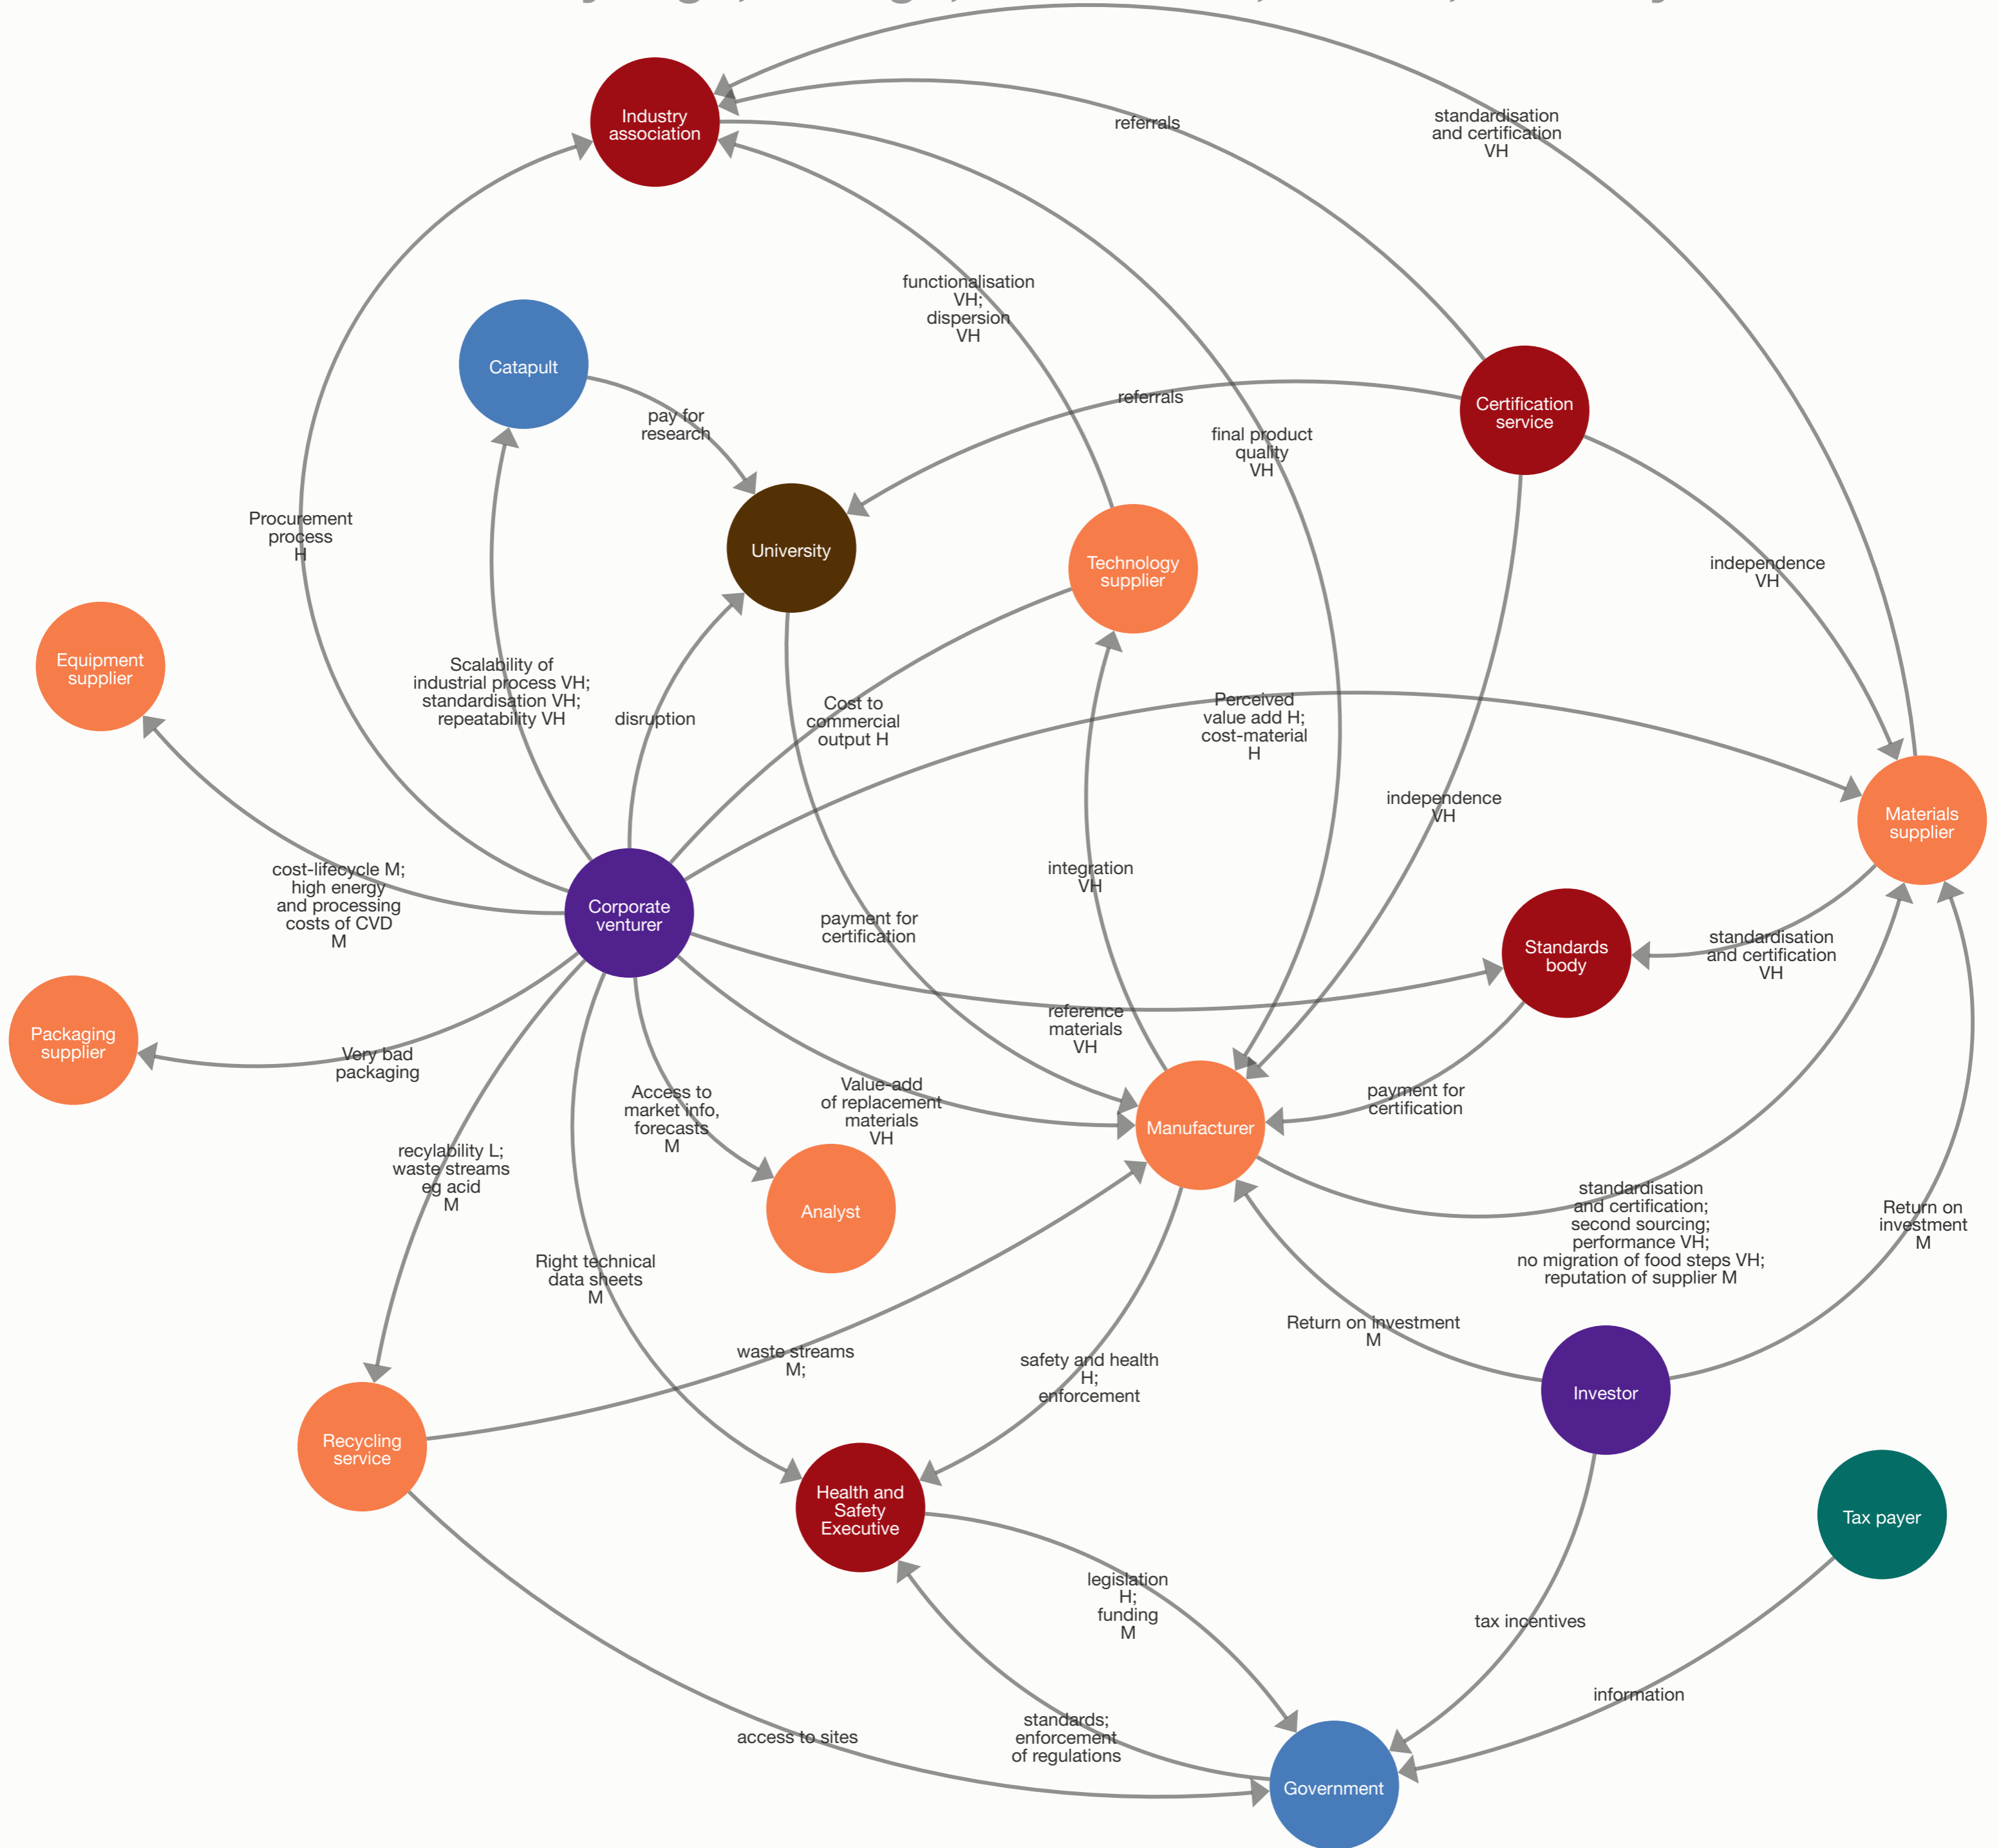 Industry
association
referrals
standardisation
and certification
VH
functionalisation
VH;
dispersion
VH
Catapult
pay for
research
referrals
Certification
service
final product
quality
VH
Procurement
process
H
University
Technology
supplier
independence
VH
Equipment
supplier
Scalability of
industrial process VH;
standardisation VH;
repeatability VH
disruption
Cost to
commercial
output H
Perceived
value add H;
cost-material
H
independence
VH
Materials
supplier
cost-lifecycle M;
high energy
and processing
costs of CVD
M
Corporate
venturer
integration
VH
payment for
certification
Standards
body
standardisation
and certification
VH
Packaging
supplier
Very bad
packaging
reference
materials
VH
Access to
market info,
forecasts
M
Value-add
of replacement
materials
VH
Manufacturer
payment for
certification
recylability L;
waste streams
eg acid
M
Analyst
standardisation
and certification;
second sourcing;
performance VH;
no migration of food steps VH;
reputation of supplier M
Return on
investment
M
Right technical
data sheets
M
Return on investment
M
waste streams
M;
safety and health
H;
enforcement
Investor
Recycling
service
Health and
Safety
Executive
Tax payer
legislation
H;
funding
M
tax incentives
information
access to sites
standards;
enforcement
of regulations
Government